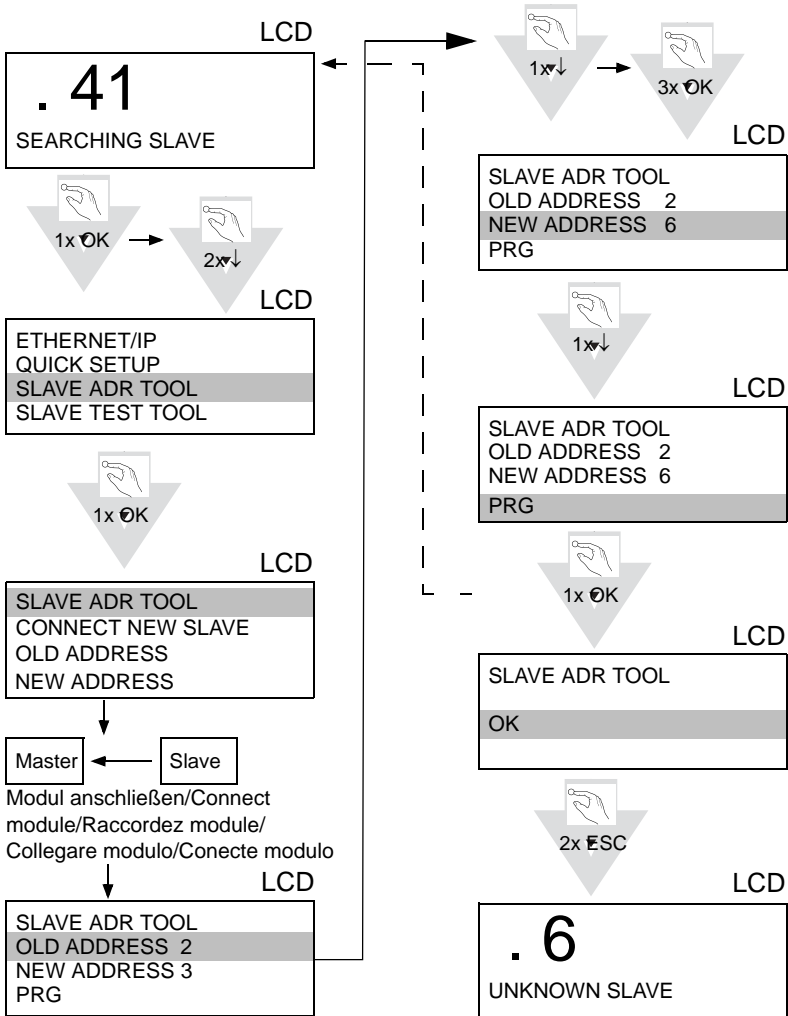 LCD
. 41
SEARCHING SLAVE
1x OK
2x↓
LCD
ETHERNET/IP
QUICK SETUP
SLAVE ADR TOOL
SLAVE TEST TOOL
1x OK
LCD
SLAVE ADR TOOL
CONNECT NEW SLAVE
OLD ADDRESS
NEW ADDRESS
Master
Slave
Modul anschließen/Connect
module/Raccordez module/
Collegare modulo/Conecte modulo
LCD
SLAVE ADR TOOL
OLD ADDRESS 2
NEW ADDRESS 3
PRG
1x↓
3x OK
LCD
SLAVE ADR TOOL
OLD ADDRESS 2
NEW ADDRESS 6
PRG
1x↓
LCD
SLAVE ADR TOOL
OLD ADDRESS 2
NEW ADDRESS 6
PRG
1x OK
LCD
SLAVE ADR TOOL
OK
2x ESC
LCD
. 6
UNKNOWN SLAVE